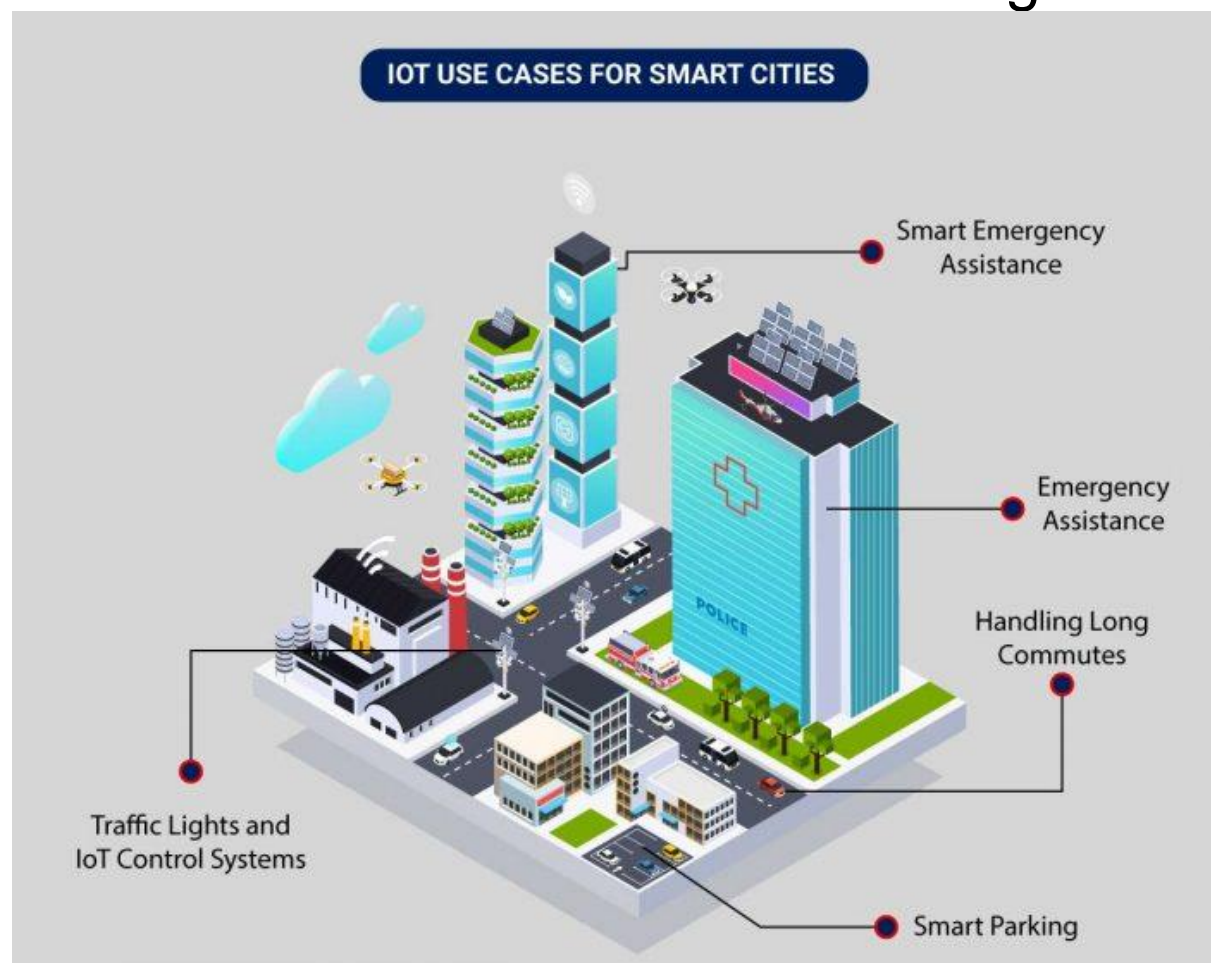 g
IOT USE CASES FOR SMART CITIES
Smart Emergency
Assistance
Emergency
Assistance
POLICE
Handling Long
Commutes
Traffic Lights and
IoT Control Systems
Smart Parking